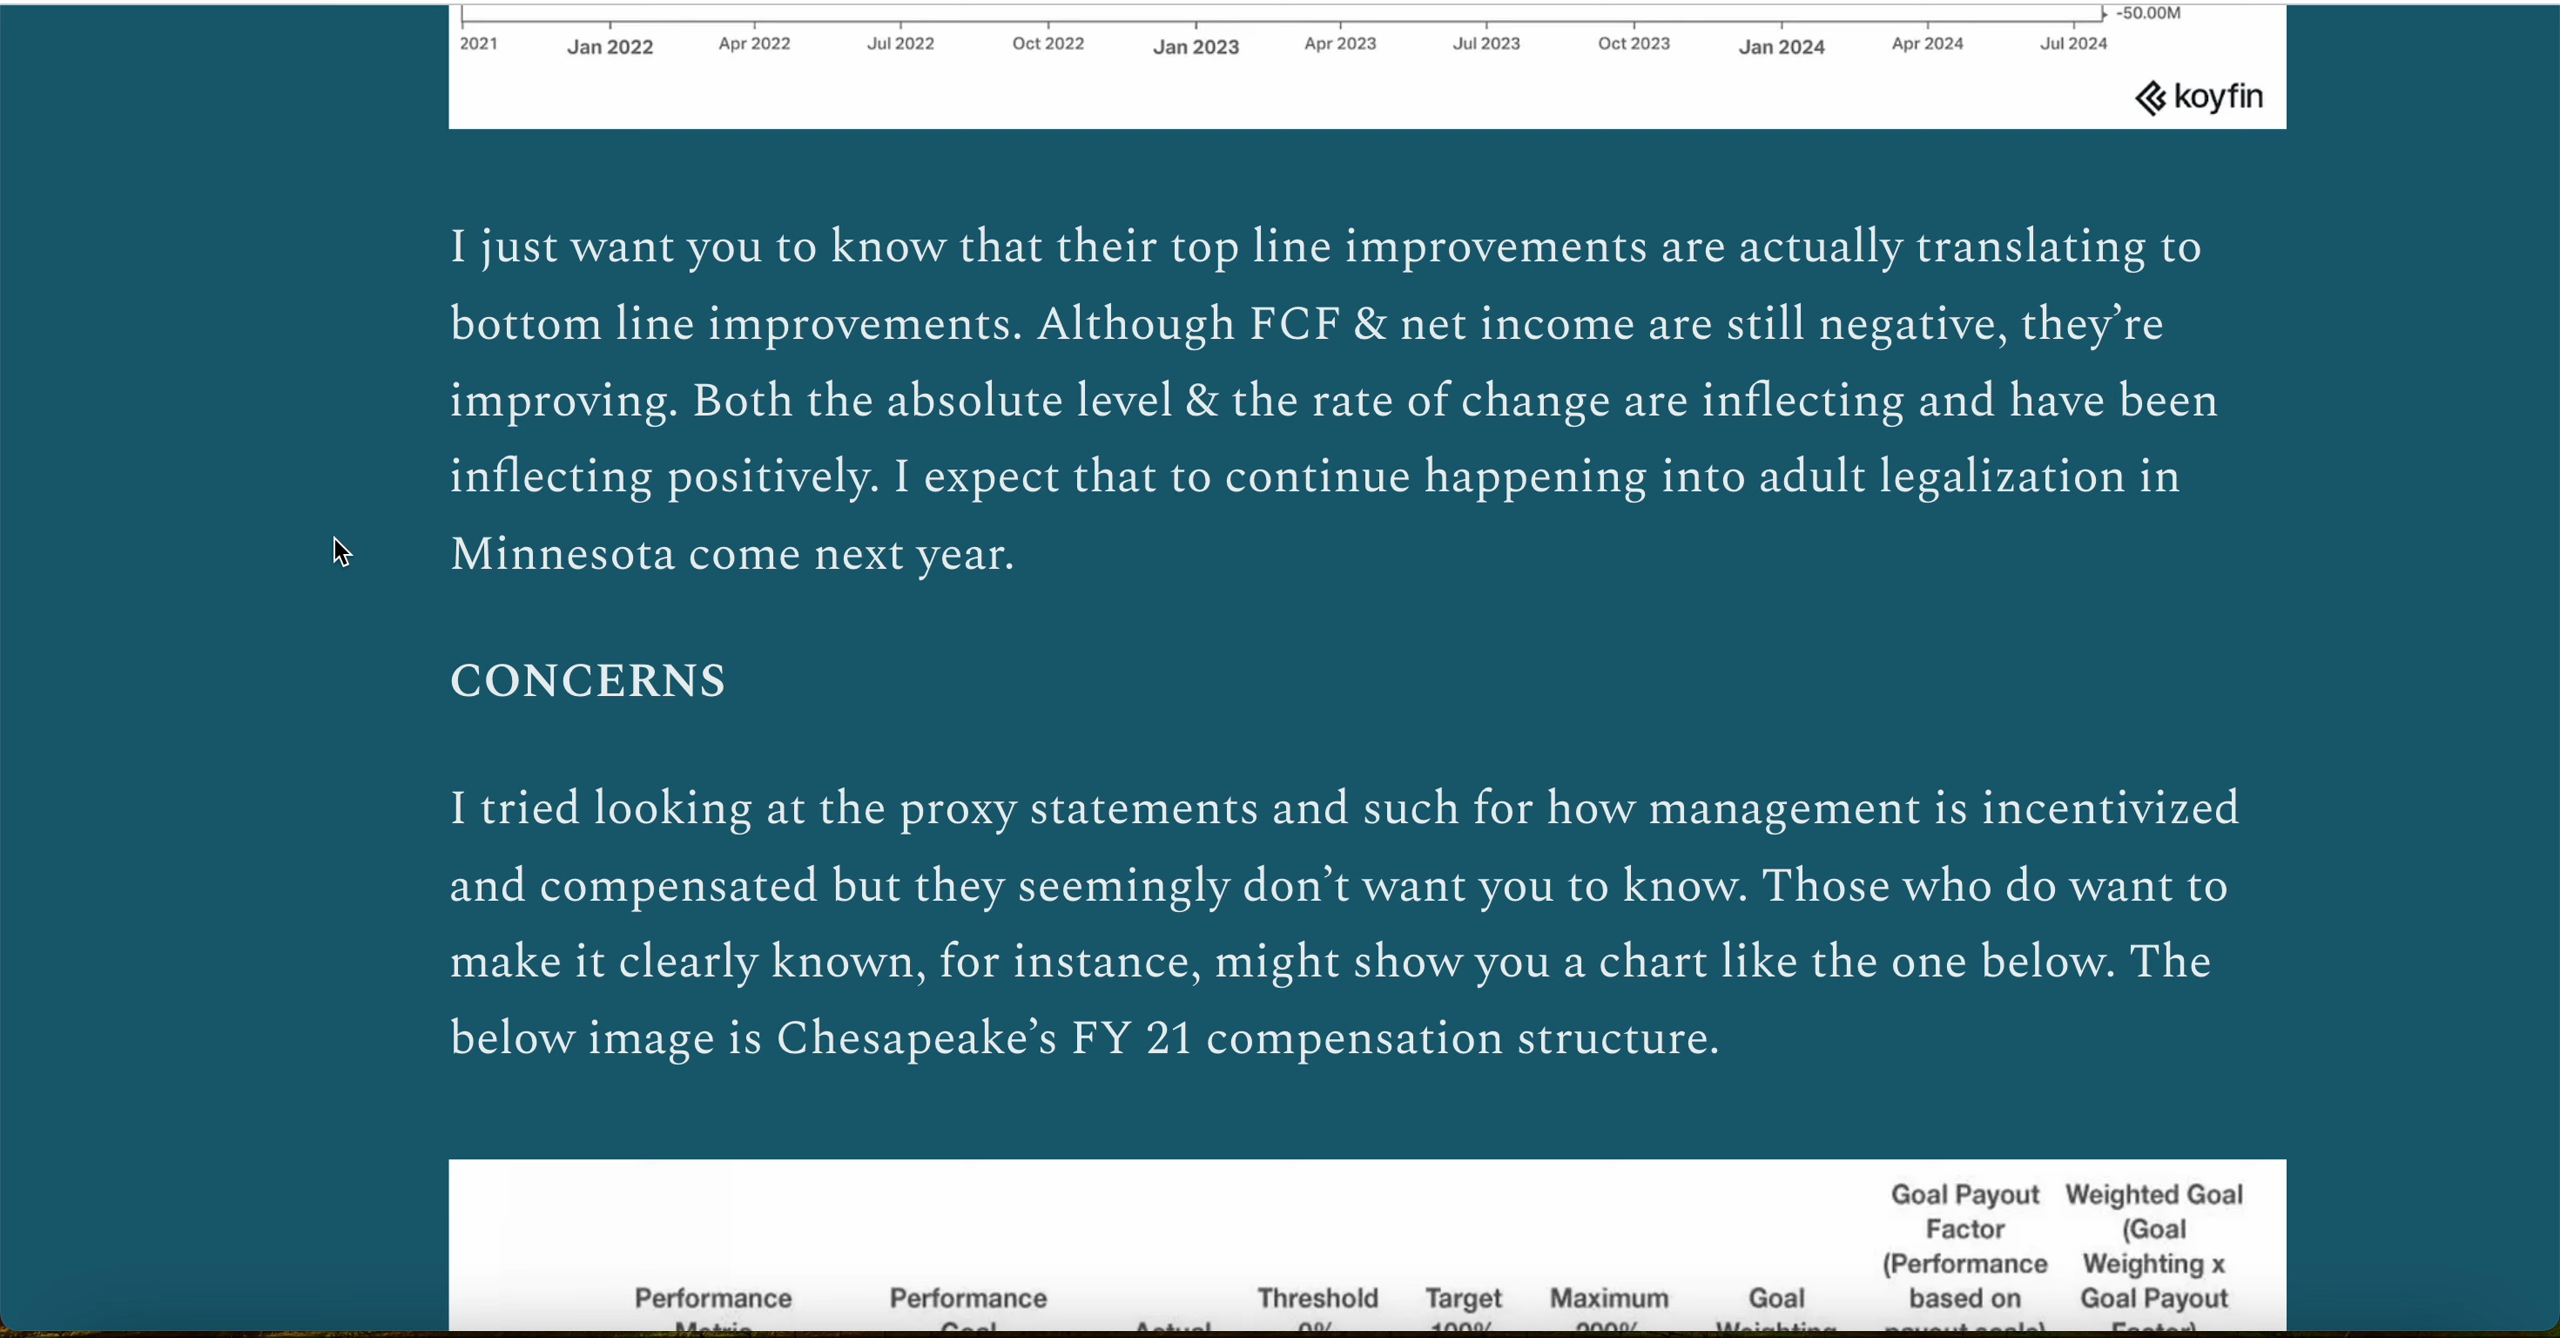 -50.00M
2021 Jan 2022 Apr 2022 Jul 2022 Oct 2022 Jan 2023 Apr 2023 Jul 2023 Oct 2023 Jan 2024 Apr 2024 Jul 2024
koyfin
I just want you to know that their top line improvements are actually translating to
bottom line improvements. Although FCF & net income are still negative, they’re
improving. Both the absolute level & the rate of change are inflecting and have been
inflecting positively. I expect that to continue happening into adult legalization in
Minnesota come next year.
CONCERNS
I tried looking at the proxy statements and such for how management is incentivized
and compensated but they seemingly don’t want you to know. Those who do want to
make it clearly known, for instance, might show you a chart like the one below. The
below image is Chesapeake’s FY 21 compensation structure.
Goal Payout Weighted Goal
Factor (Goal
(Performance Weighting x
Performance Performance Threshold Target Maximum Goal based on Goal Payout